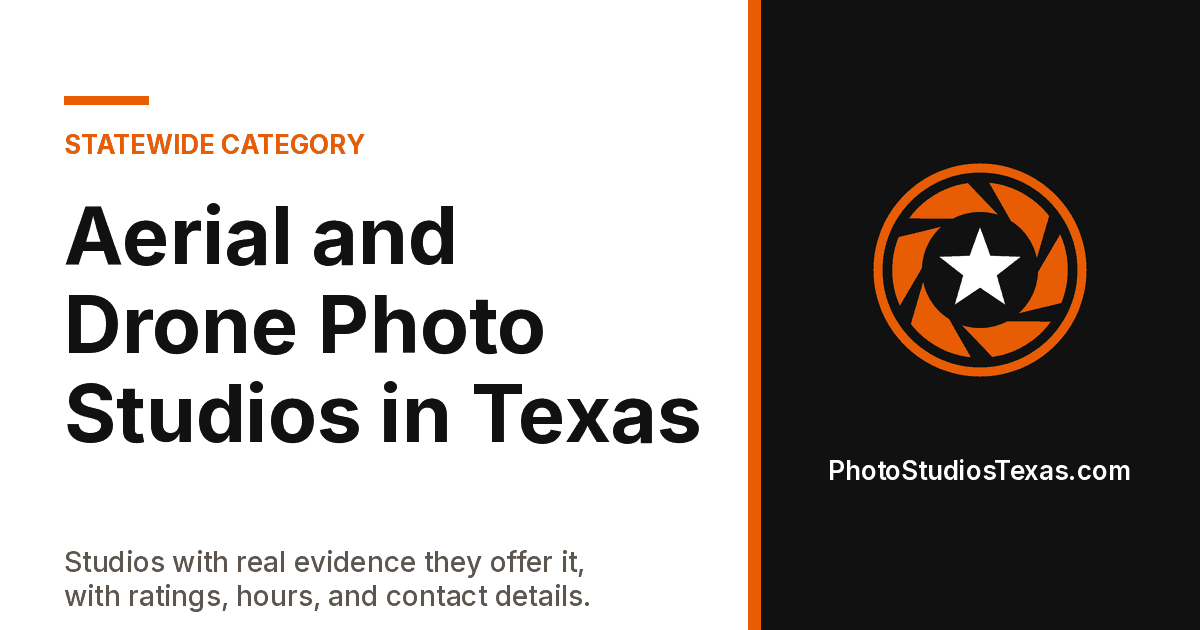 STATEWIDE CATEGORY
Aerial and
Drone Photo
Studios in Texas
Studios with real evidence they offer it,
with ratings, hours, and contact details.
PhotoStudiosTexas.com